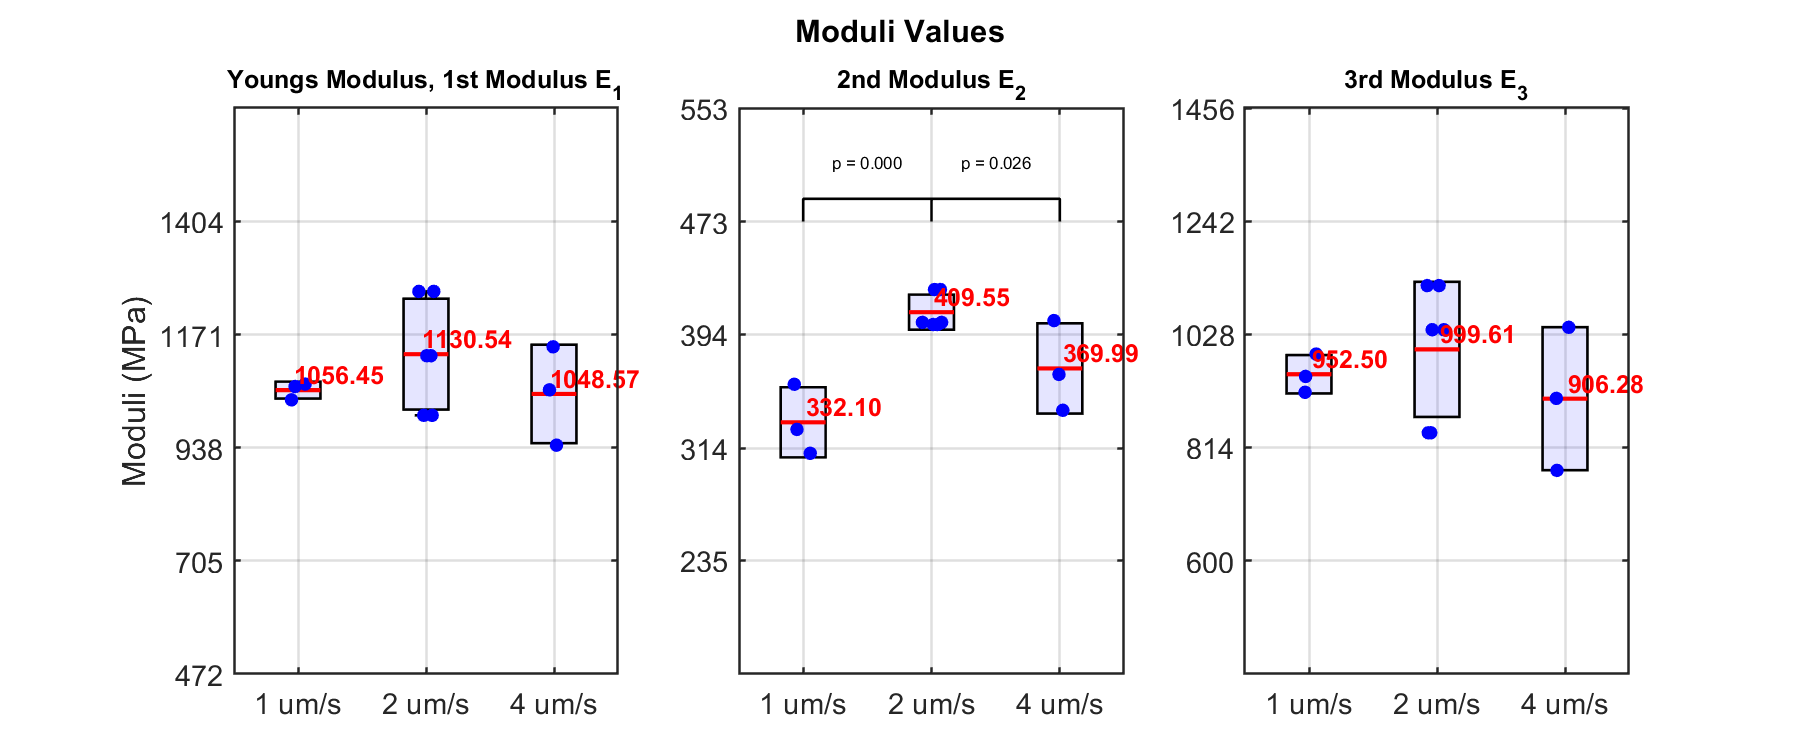 Moduli Values
Youngs Modulus, 1st Modulus E1
Moduli (MPa)
1404
1171
938
705
472
1130.54
1056.45
1048.57
1 um/s
2 um/s
4 um/s
2nd Modulus E2
553
473
394
314
235
p = 0.000
p = 0.026
409.55
369.99
332.10
1 um/s
2 um/s
4 um/s
3rd Modulus E3
1456
1242
1028
814
600
999.61
952.50
906.28
1 um/s
2 um/s
4 um/s